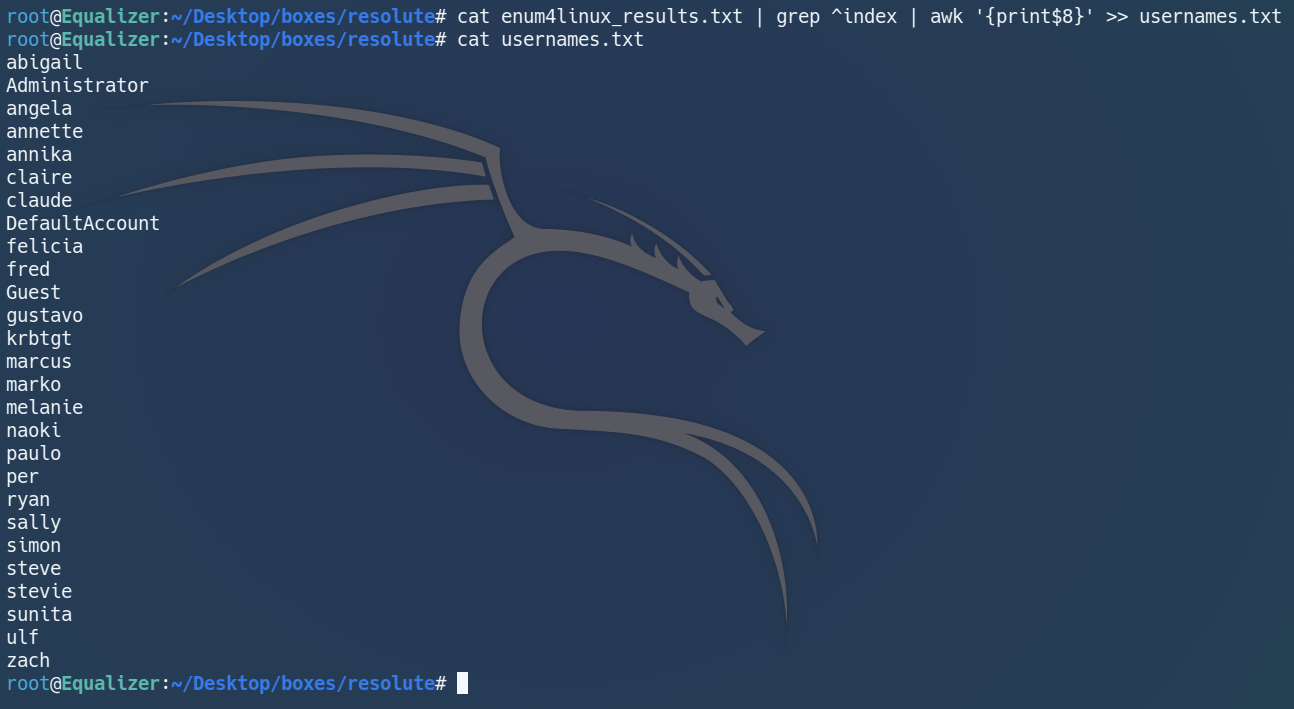 root@Equalizer:~/Desktop/boxes/resolute# cat enum4linux_results.txt | grep ^index | awk '{print$8}' >> usernames.txt
root@Equalizer:~/Desktop/boxes/resolute# cat usernames.txt
abigail
Administrator
angela
annette
annika
claire
claude
DefaultAccount
felicia
fred
Guest
gustavo
krbtgt
marcus
marko
melanie
naoki
paulo
per
ryan
sally
simon
steve
stevie
sunita
ulf
zach
root@Equalizer:~/Desktop/boxes/resolute#